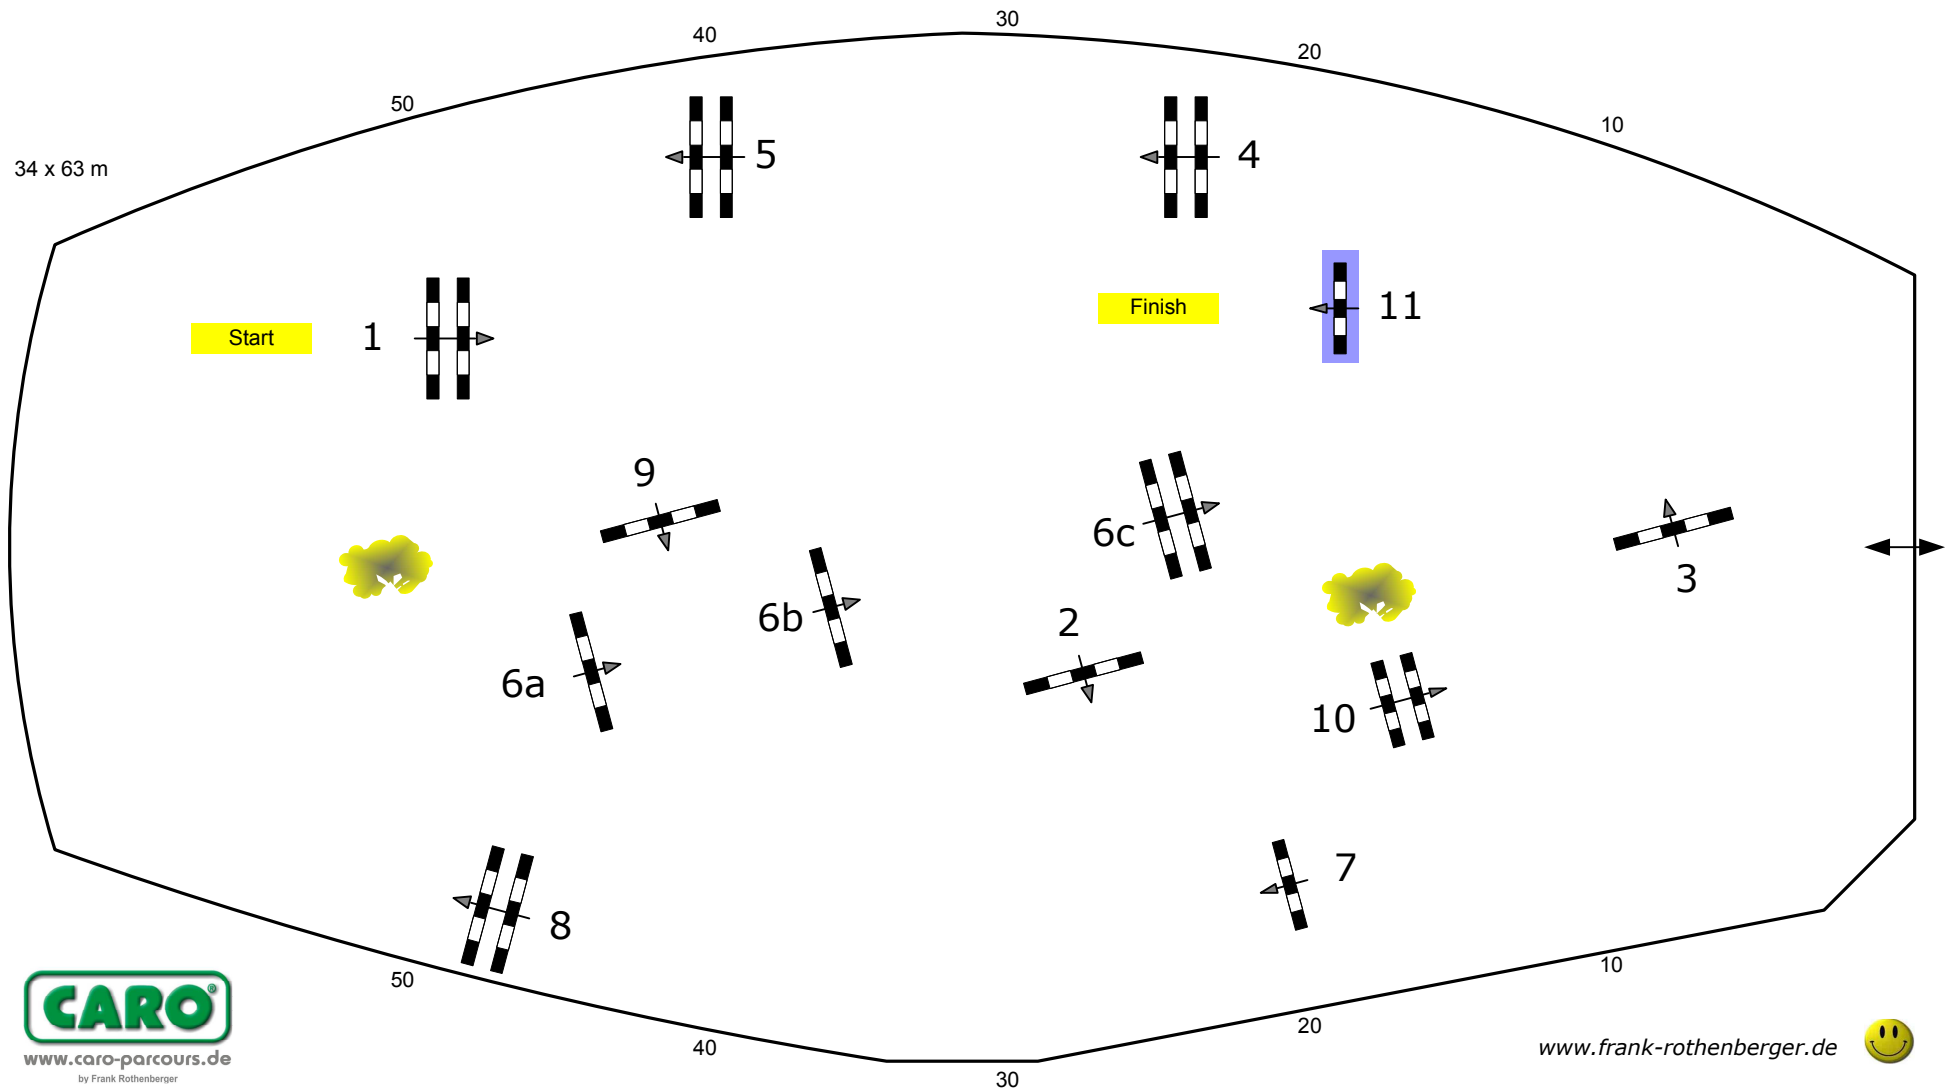 30
40
20
50
10
34 x 63 m
5
4
Start
1
Finish
11
9
6c
6b
2
3
6a
10
7
8
50
10
20
40
30
CARO®
www.caro-parcours.de
by Frank Rothenberger
www.frank-rothenberger.de